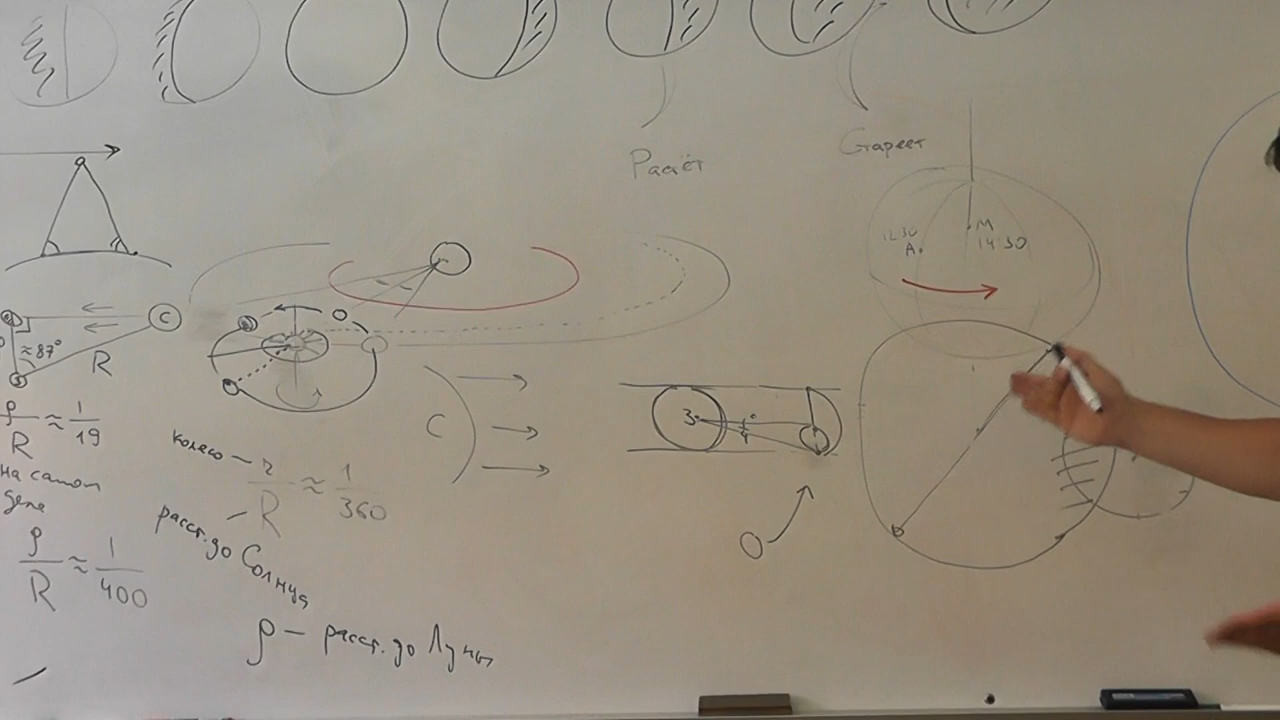 Растёт
Стареет
12 30
A
M
14 30
C
≈87°
R
ρ/R ≈ 1/19
на самом
деле
ρ/R ≈ 1/400
колесо — r/R ≈ 1/360
расст. до Солнца
ρ — расст. до Луны
C
З